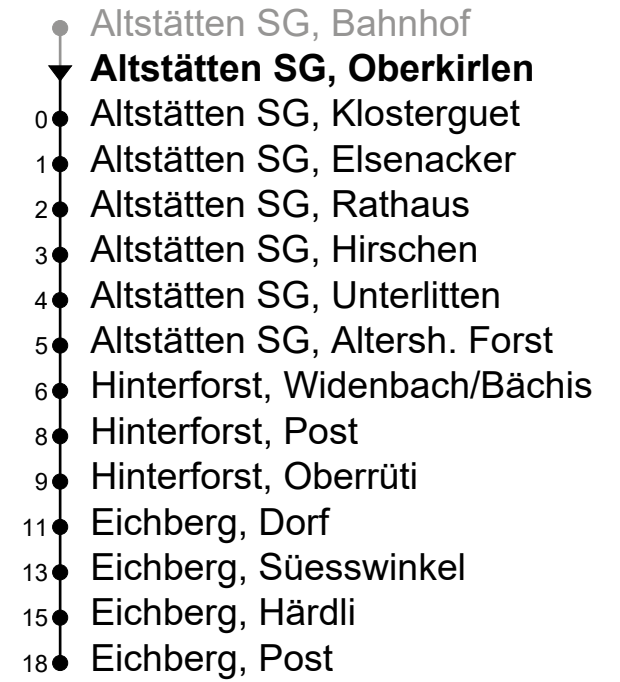 Altstätten SG, Bahnhof
Altstätten SG, Oberkirlen
0 Altstätten SG, Klosterguet
1 Altstätten SG, Elsenacker
2 Altstätten SG, Rathaus
3 Altstätten SG, Hirschen
4 Altstätten SG, Unterlitten
5 Altstätten SG, Altersh. Forst
6 Hinterforst, Widenbach/Bächis
8 Hinterforst, Post
9 Hinterforst, Oberrüti
11 Eichberg, Dorf
13 Eichberg, Süesswinkel
15 Eichberg, Härdli
18 Eichberg, Post